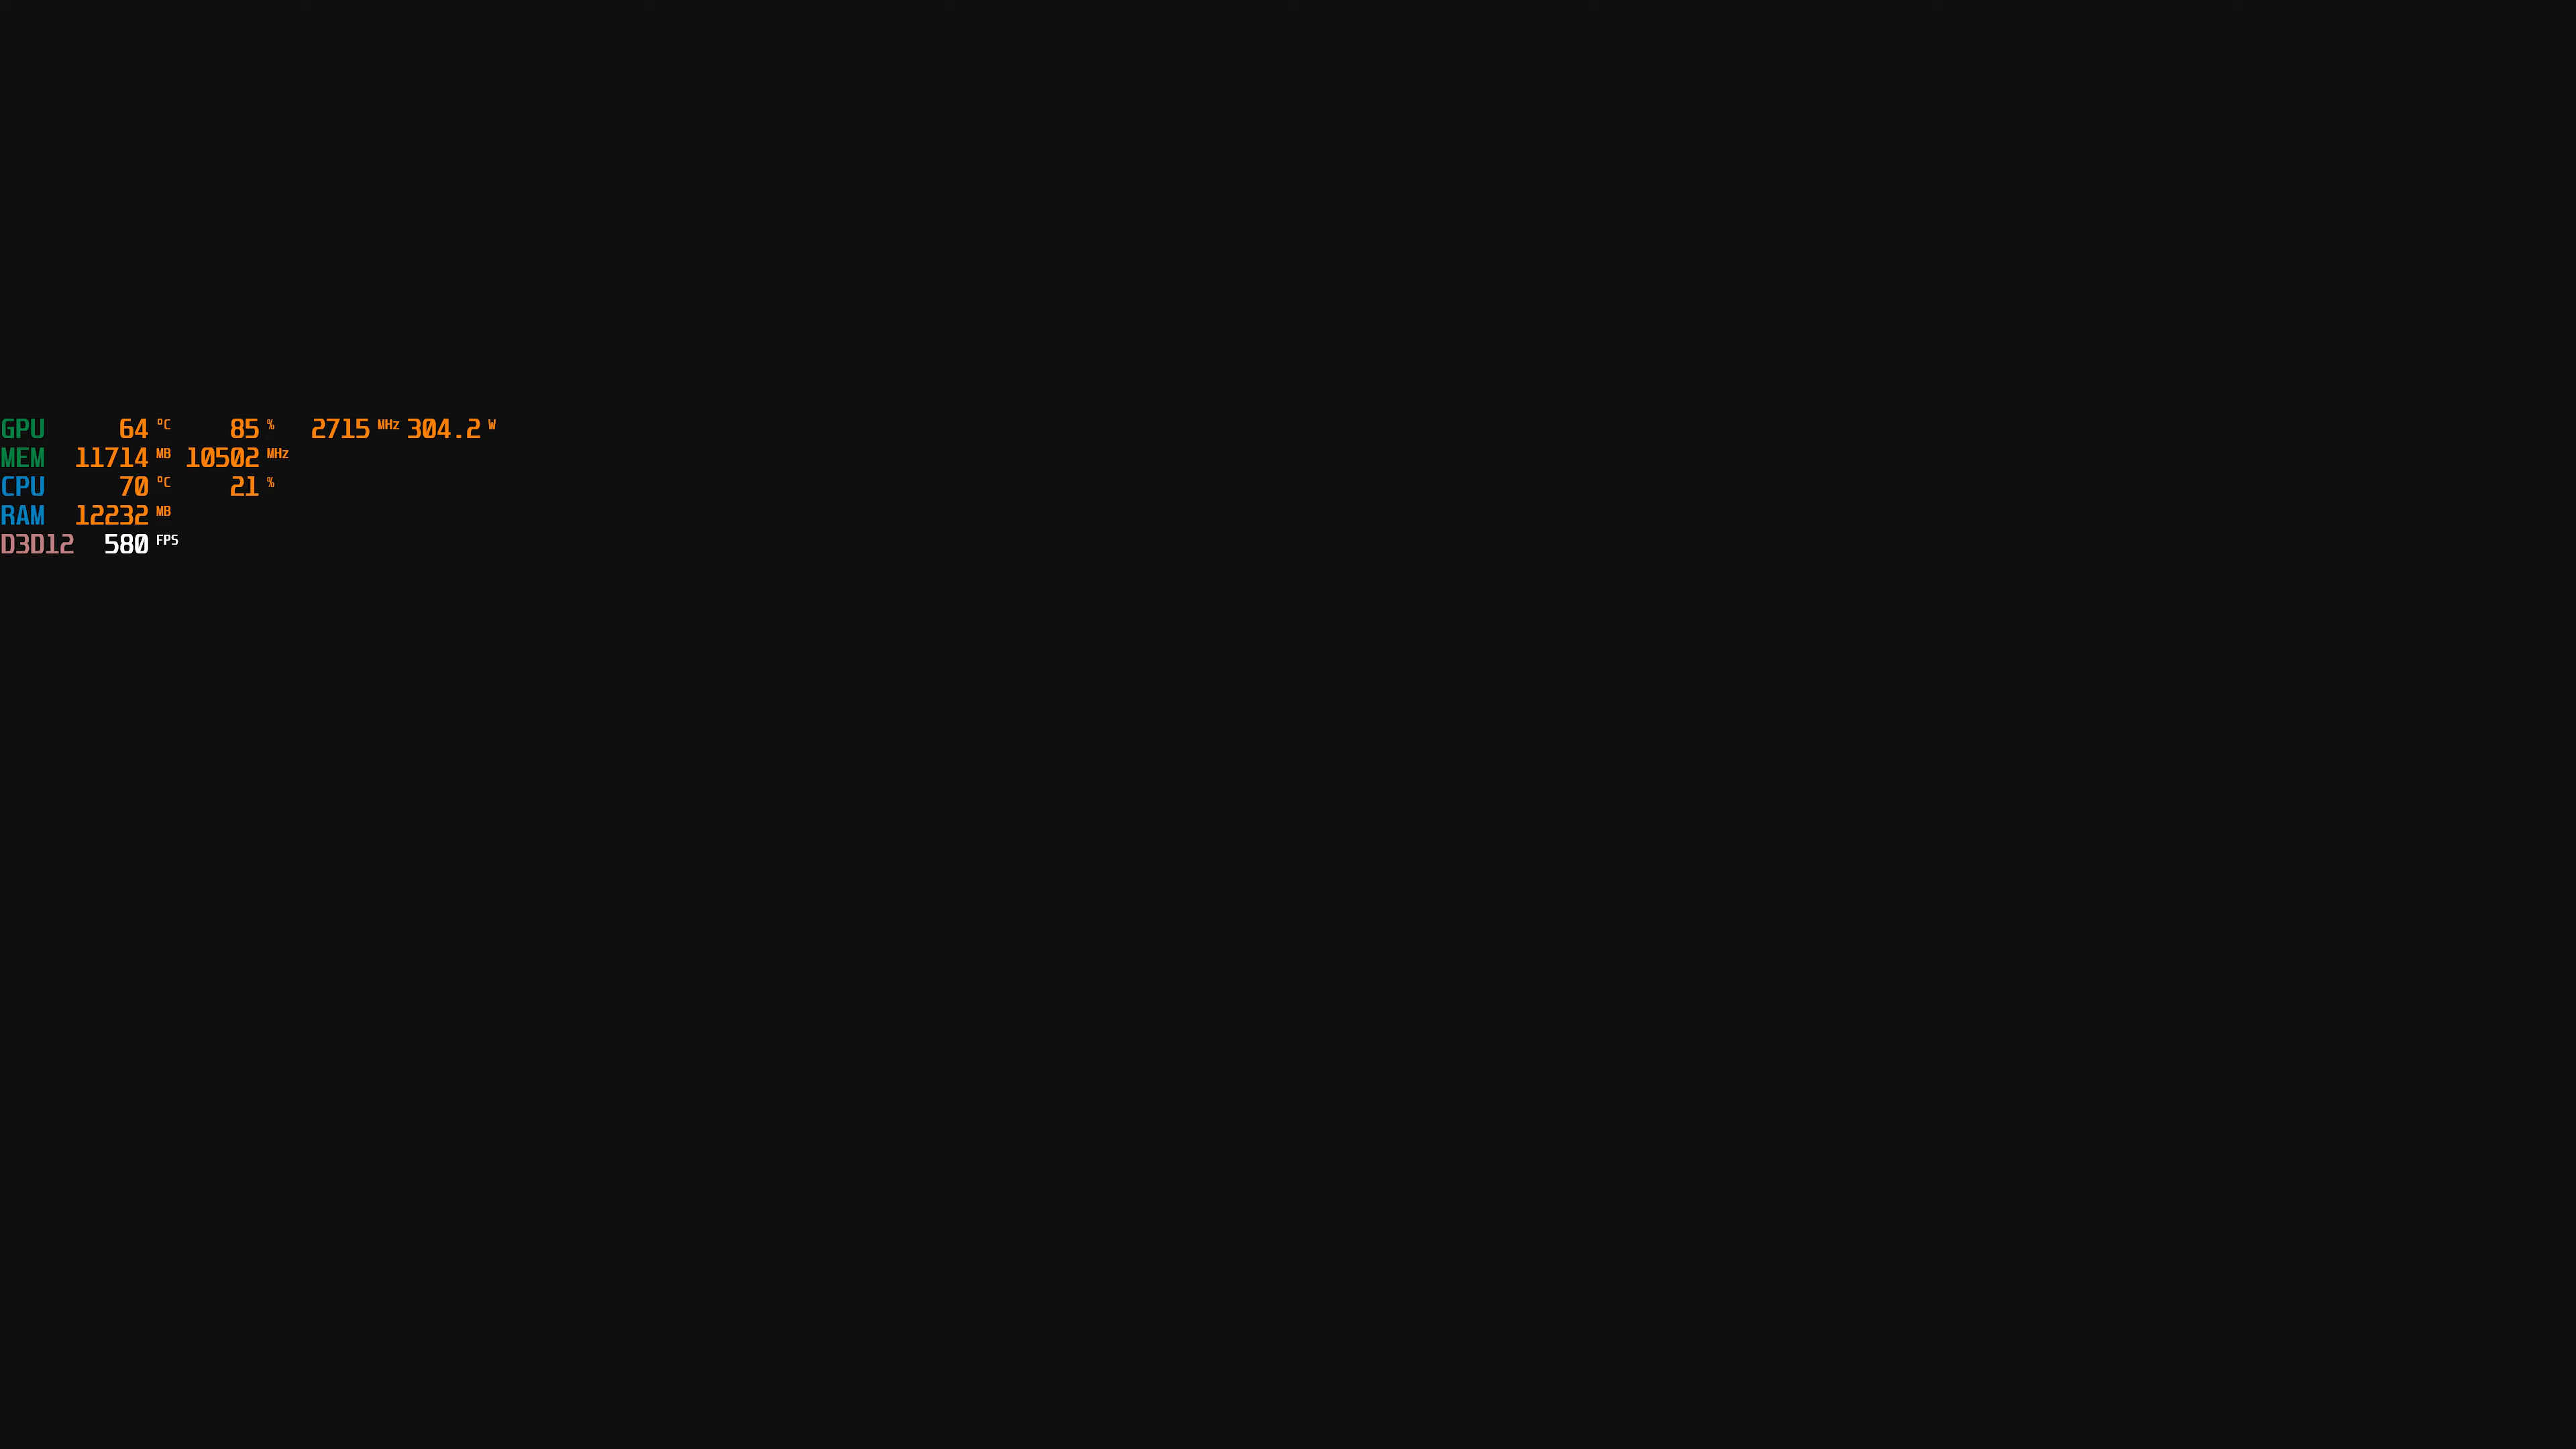 GPU 64 °C 85 % 2715 MHz 304.2 W
MEM 11714 MB 10502 MHz
CPU 70 °C 21 %
RAM 12232 MB
D3D12 580 FPS